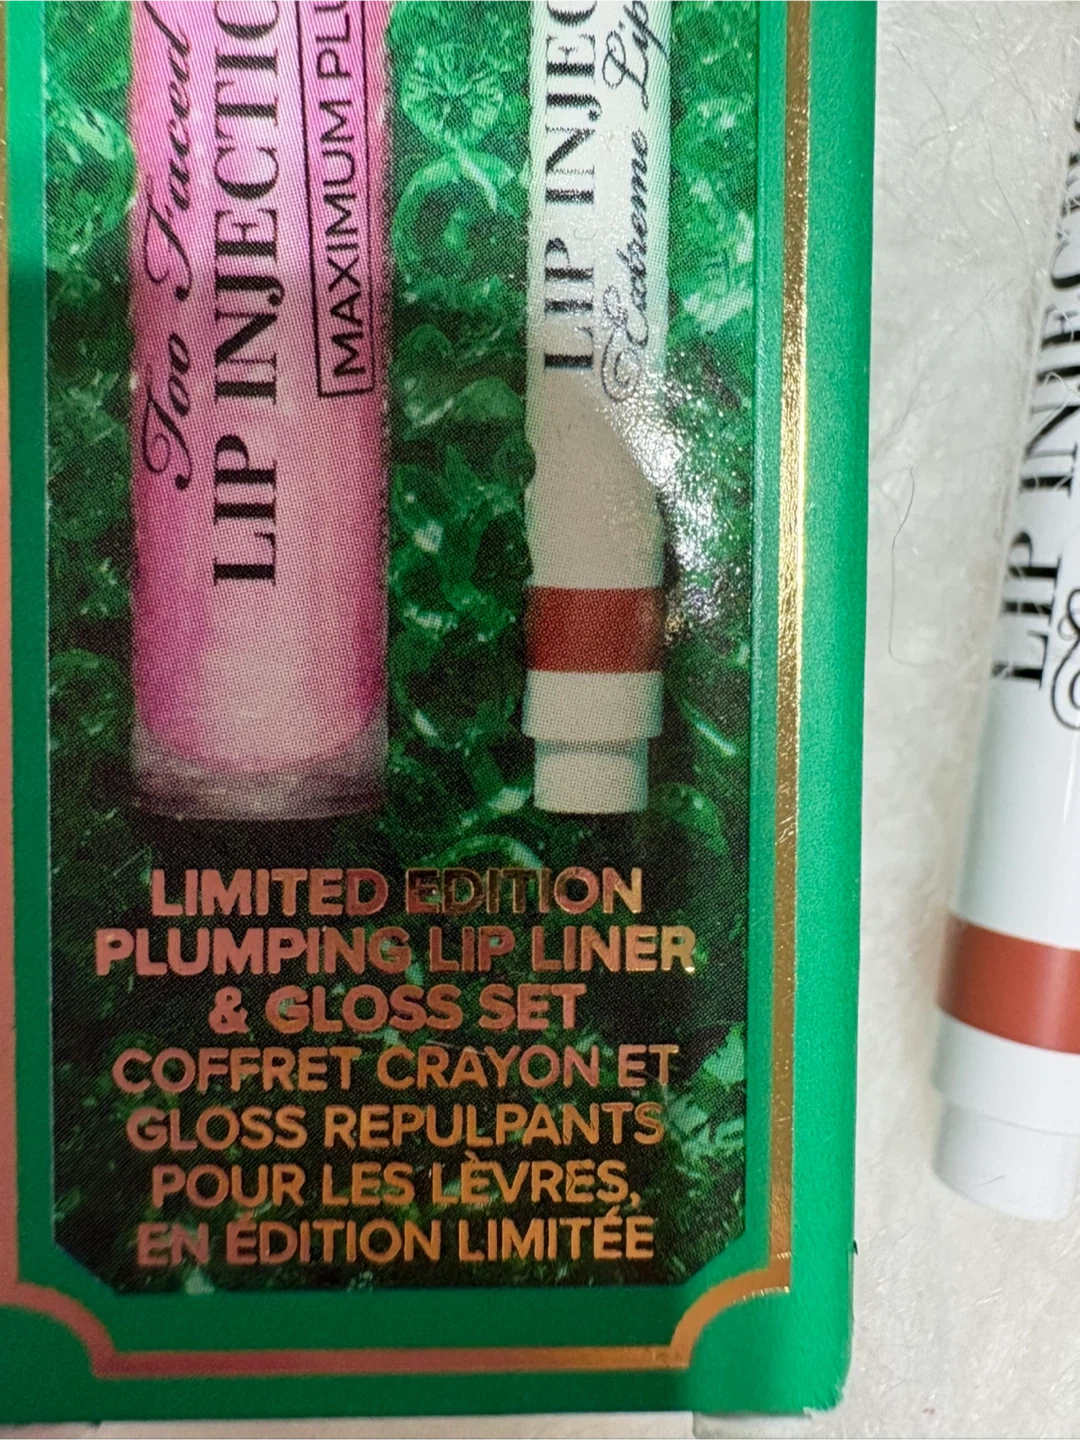 Too Faced
LIP INJECTIO
MAXIMUM PLU
LIP INJEC
Extreme Lip
LIMITED EDITION
PLUMPING LIP LINER
& GLOSS SET
COFFRET CRAYON ET
GLOSS REPULPANTS
POUR LES LÈVRES,
EN ÉDITION LIMITÉE
LIP INJECTI